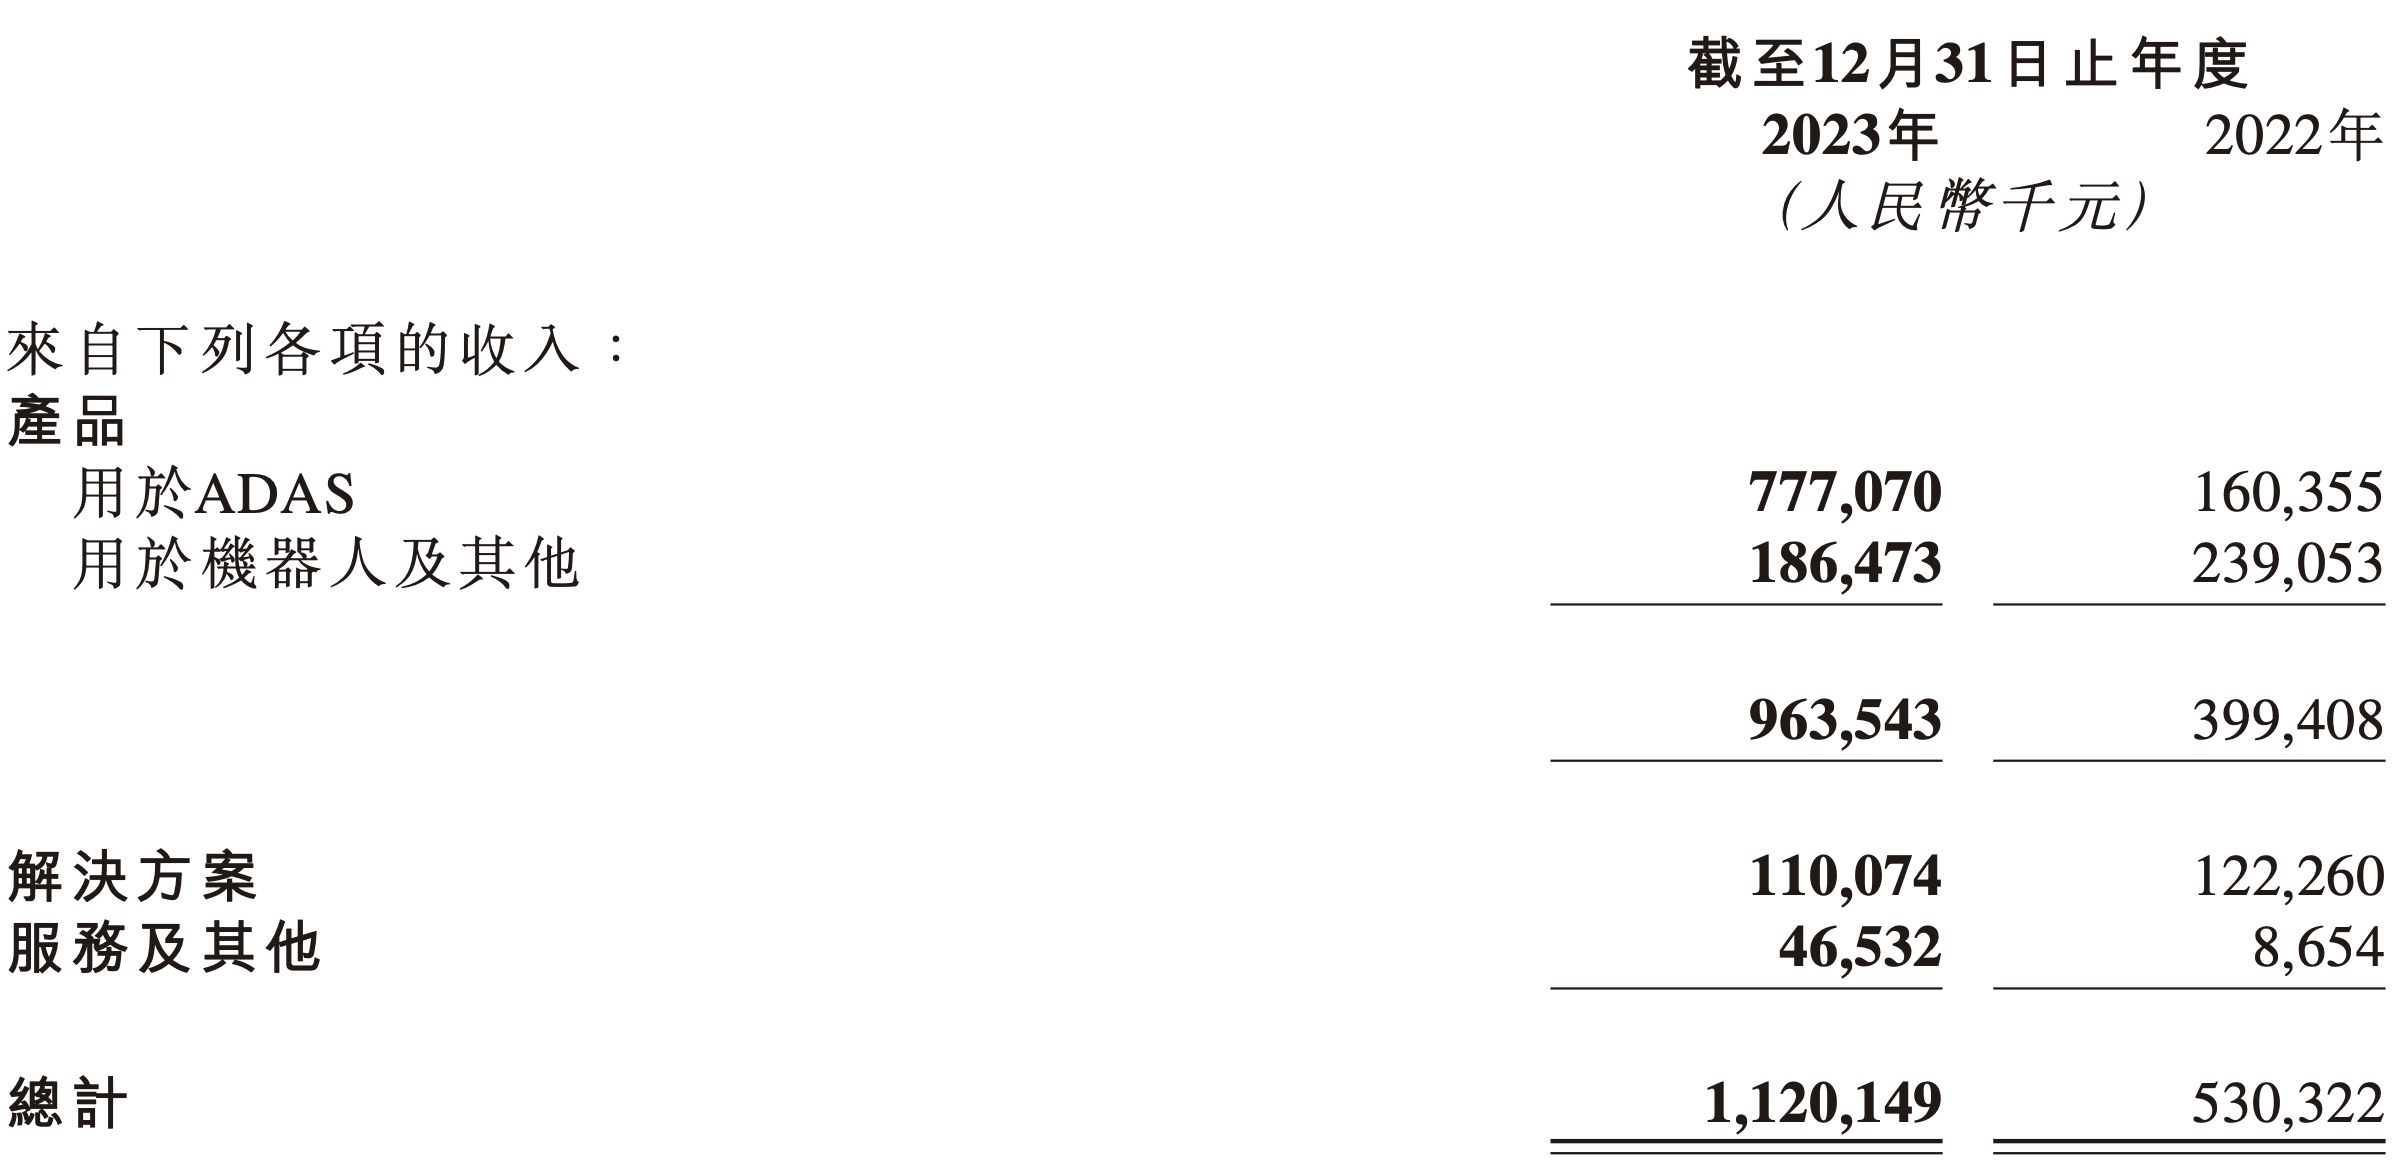 截至12月31日止年度
2023年 2022年
(人民幣千元)
來自下列各項的收入：
產品
用於ADAS 777,070 160,355
用於機器人及其他 186,473 239,053
963,543 399,408
解決方案 110,074 122,260
服務及其他 46,532 8,654
總計 1,120,149 530,322